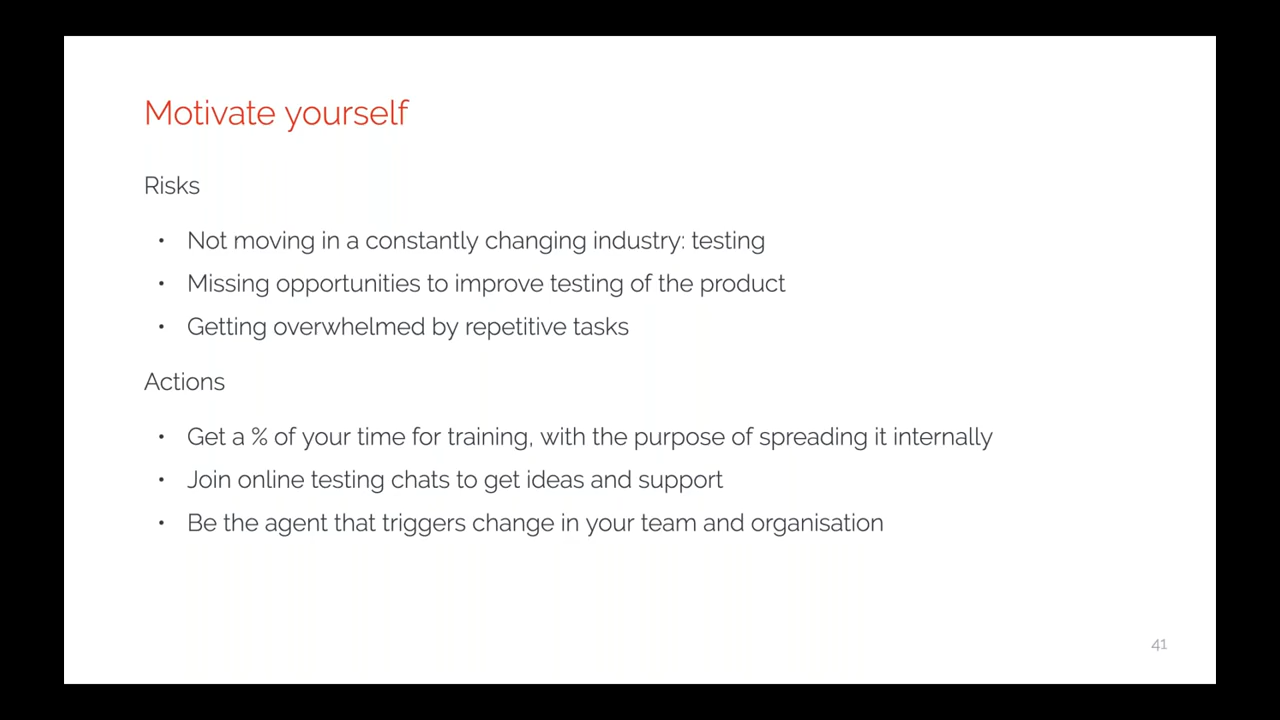 Motivate yourself
Risks
• Not moving in a constantly changing industry: testing
• Missing opportunities to improve testing of the product
• Getting overwhelmed by repetitive tasks
Actions
• Get a % of your time for training, with the purpose of spreading it internally
• Join online testing chats to get ideas and support
• Be the agent that triggers change in your team and organisation
41